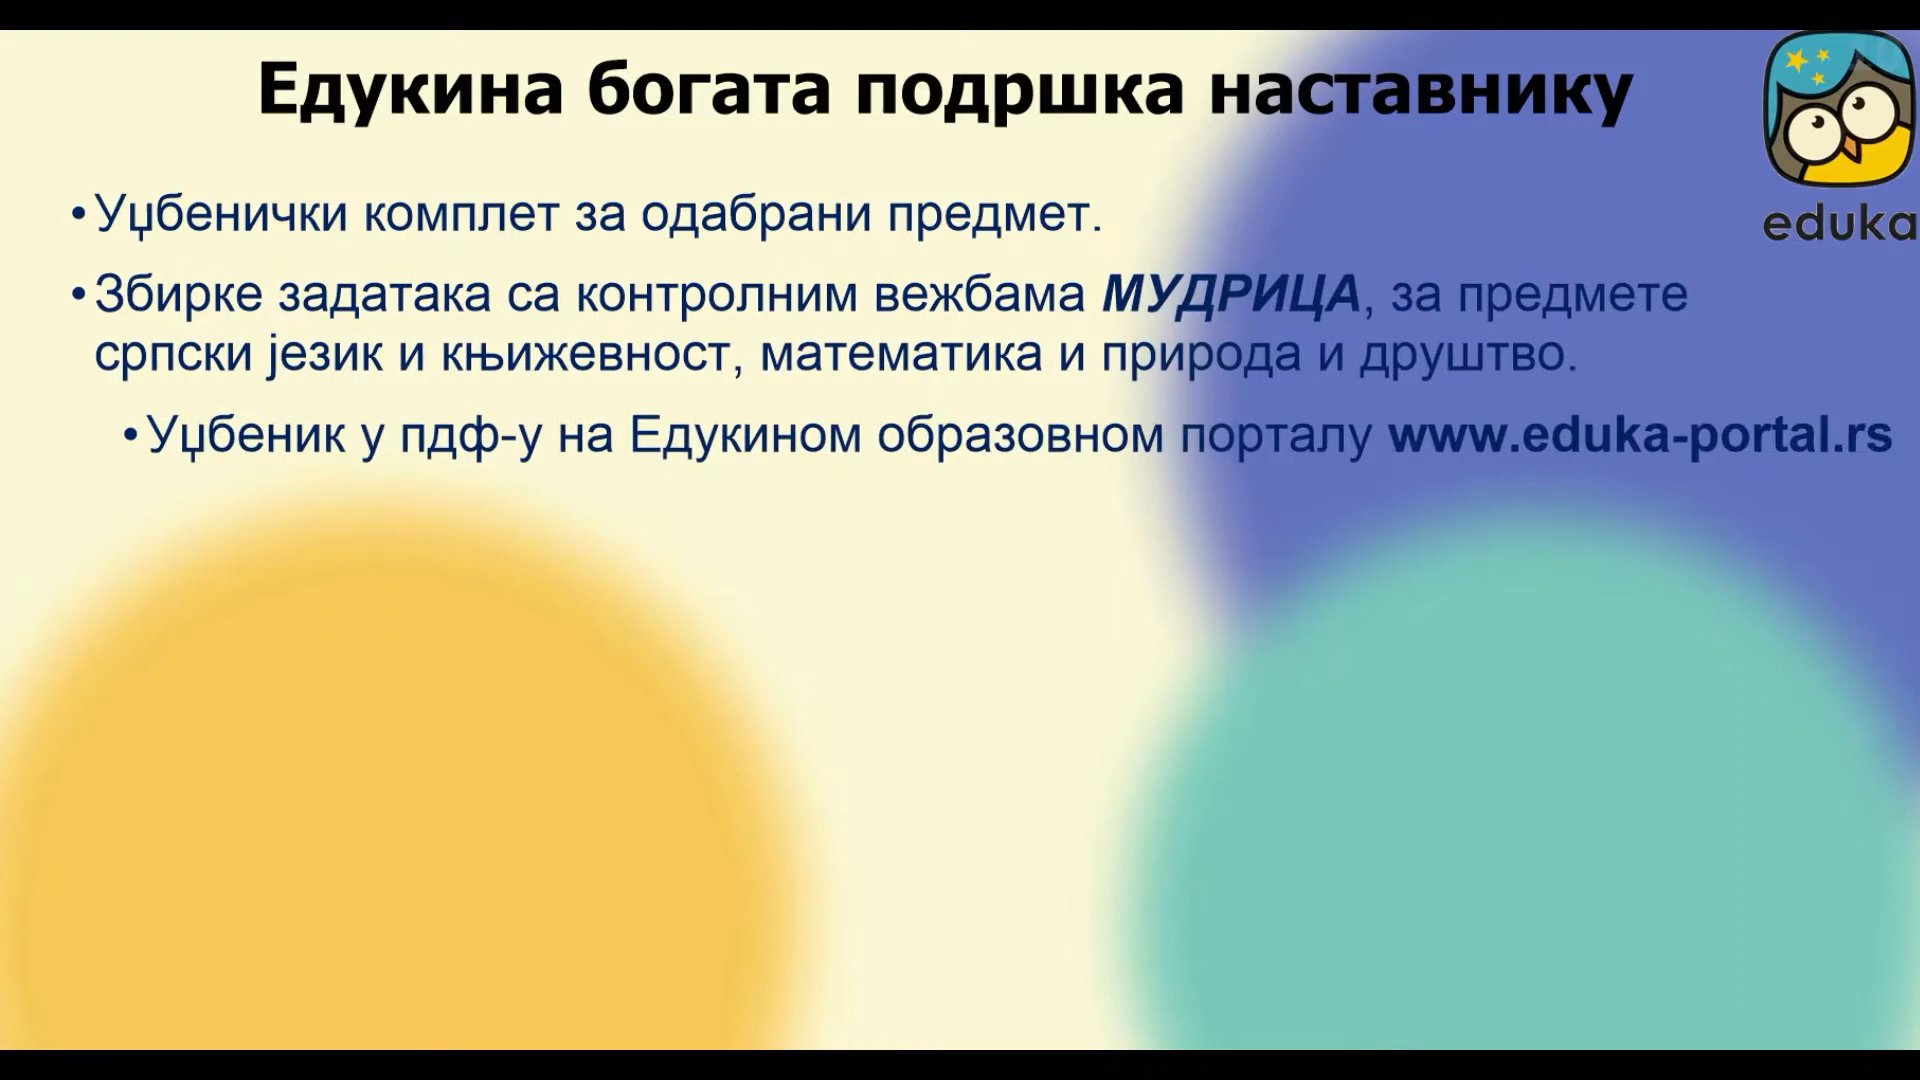 Едукина богата подршка наставнику
eduka
•Уџбенички комплет за одабрани предмет.
•Збирке задатака са контролним вежбама МУДРИЦА, за предмете
српски језик и књижевност, математика и природа и друштво.
•Уџбеник у пдф-у на Едукином образовном порталу www.eduka-portal.rs